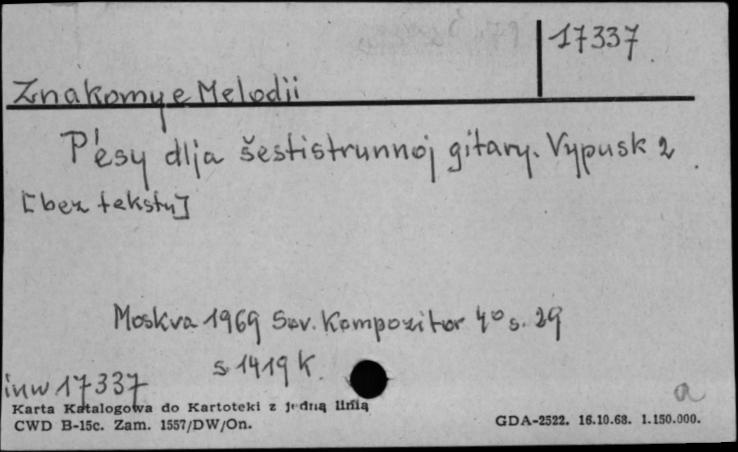 17337
Znakomye Melodii
P'esy dlja šestistrunnoj gitary. Vypusk 2
[bez tekstu]
Moskva 1969 Sov. Kompozitor 4° s. 29
s 1419 K.
inw 17337
a
Karta Katalogowa do Kartoteki z jedną linią
CWD B-15c. Zam. 1557/DW/On.
GDA-2522. 16.10.68. 1.150.000.